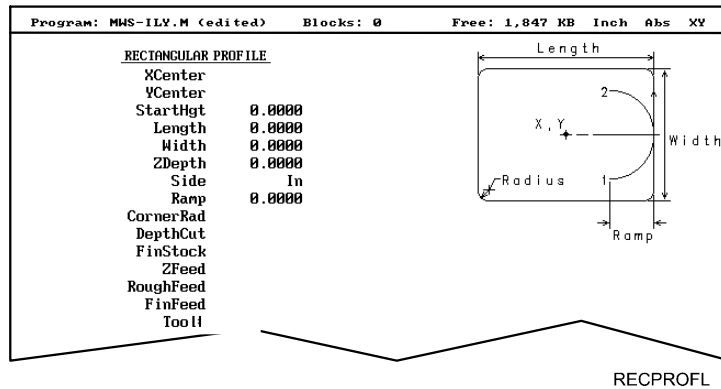 Program: MWS-ILY.M (edited) Blocks: 0 Free: 1,847 KB Inch Abs XY
RECTANGULAR PROFILE
XCenter
YCenter
StartHgt 0.0000
Length 0.0000
Width 0.0000
ZDepth 0.0000
Side In
Ramp 0.0000
CornerRad
DepthCut
FinStock
ZFeed
RoughFeed
FinFeed
Tool#
Length
2
X, Y
Width
Radius
1
Ramp
RECPROFL